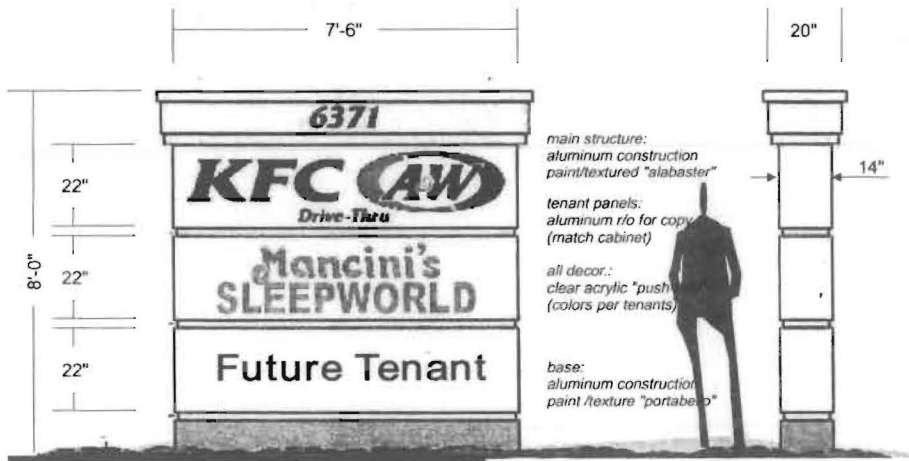 7'-6"
20"
6371
KFC A&W
Drive-Thru
Mancini's
SLEEPWORLD
Future Tenant
8'-0"
22"
22"
22"
main structure:
aluminum construction
paint/textured "alabaster"
tenant panels:
aluminum r/o for copy
(match cabinet)
all decor.:
clear acrylic "push
(colors per tenants)
base:
aluminum construction
paint /texture "portabello"
14"